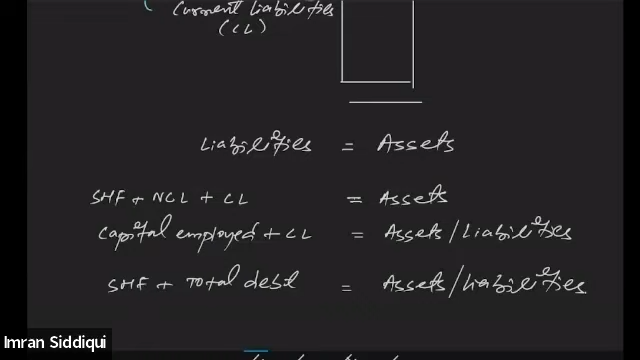 Current Liabilities
(CL)
Liabilities = Assets
SHF + NCL + CL = Assets
Capital employed + CL = Assets/Liabilities
SHF + Total debt = Assets/Liabilities
Imran Siddiqui